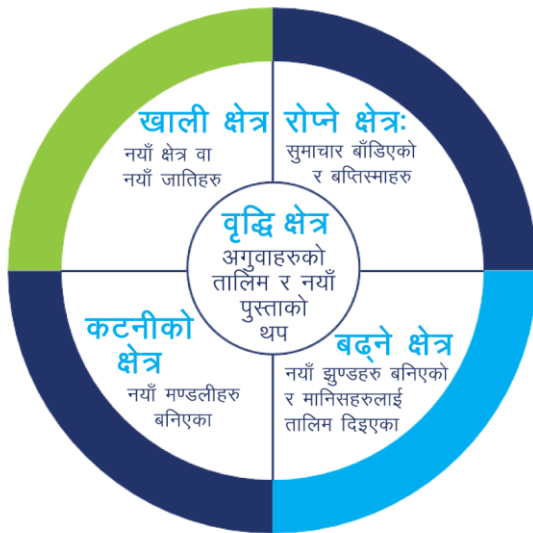 खाली क्षेत्र
नयाँ क्षेत्र वा
नयाँ जातिहरु
रोप्ने क्षेत्रः
सुमाचार बाँडिएको
र बप्तिस्माहरु
वृद्धि क्षेत्र
अगुवाहरुको
तालिम र नयाँ
पुस्ताको
थप
कटनीको
क्षेत्र
नयाँ मण्डलीहरु
बनिएका
बढ्ने क्षेत्र
नयाँ झुण्डहरु बनिएको
र मानिसहरुलाई
तालिम दिइएका